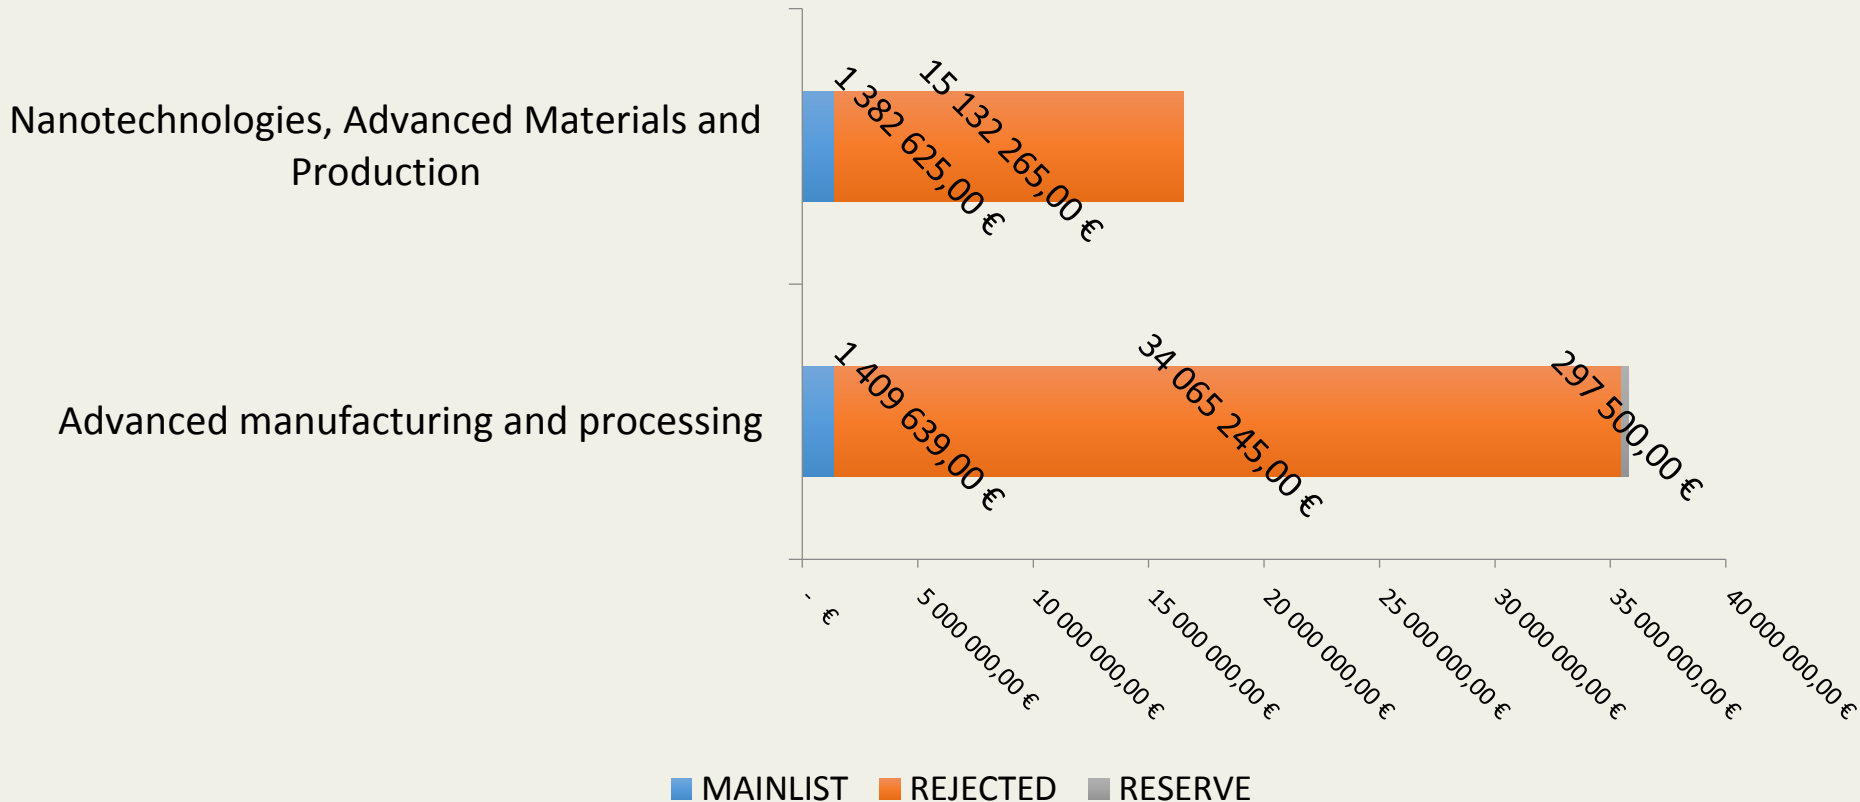 Nanotechnologies, Advanced Materials and
Production
1 382 625,00 €
15 132 265,00 €
Advanced manufacturing and processing
1 409 639,00 €
34 065 245,00 €
297 500,00 €
- €
5 000 000,00 €
10 000 000,00 €
15 000 000,00 €
20 000 000,00 €
25 000 000,00 €
30 000 000,00 €
35 000 000,00 €
40 000 000,00 €
MAINLIST REJECTED RESERVE